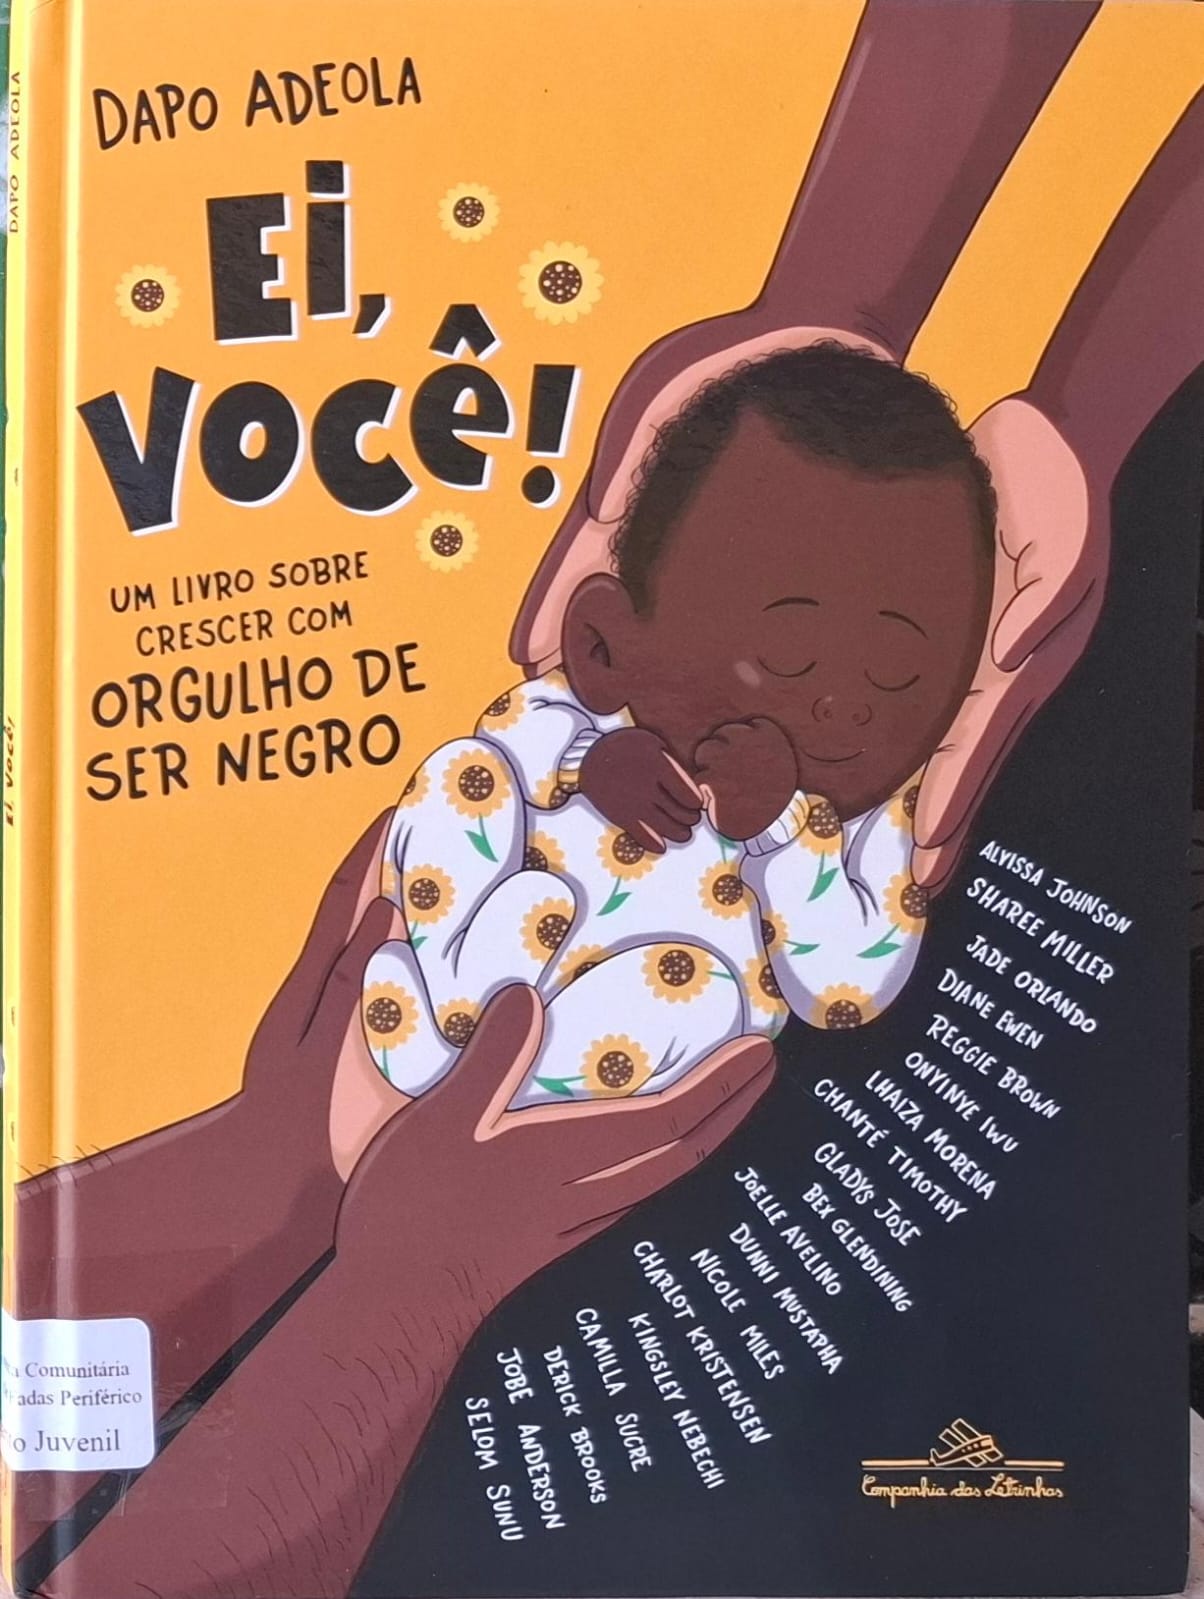 DAPO ADEOLA
Ei,
VOCÊ!
UM LIVRO SOBRE
CRESCER COM
ORGULHO DE
SER NEGRO
ALYISSA JOHNSON
SHAREE MILLER
JADE ORLANDO
DIANE EWEN
REGGIE BROWN
ONYINYE IWU
LHAIZA MORENA
CHANTÉ TIMOTHY
GLADYS JOSE
BEX GLENDINING
JOELLE AVELINO
DUNNI MUSTAPHA
NICOLE MILES
CHARLOT KRISTENSEN
KINGSLEY NEBECHI
CAMILLA SUCRE
DERICK BROOKS
JOBE ANDERSON
SELOM SUNU
Companhia das Letrinhas
DAPO ADEOLA
Ei, VOCÊ!
Comunitária
adas Periférico
Juvenil